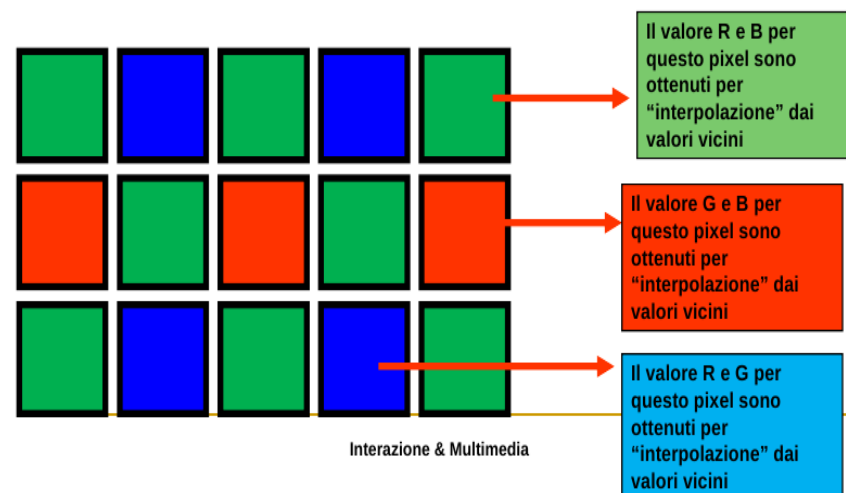 Il valore R e B per
questo pixel sono
ottenuti per
“interpolazione” dai
valori vicini
Il valore G e B per
questo pixel sono
ottenuti per
“interpolazione” dai
valori vicini
Il valore R e G per
questo pixel sono
ottenuti per
“interpolazione” dai
valori vicini
Interazione & Multimedia